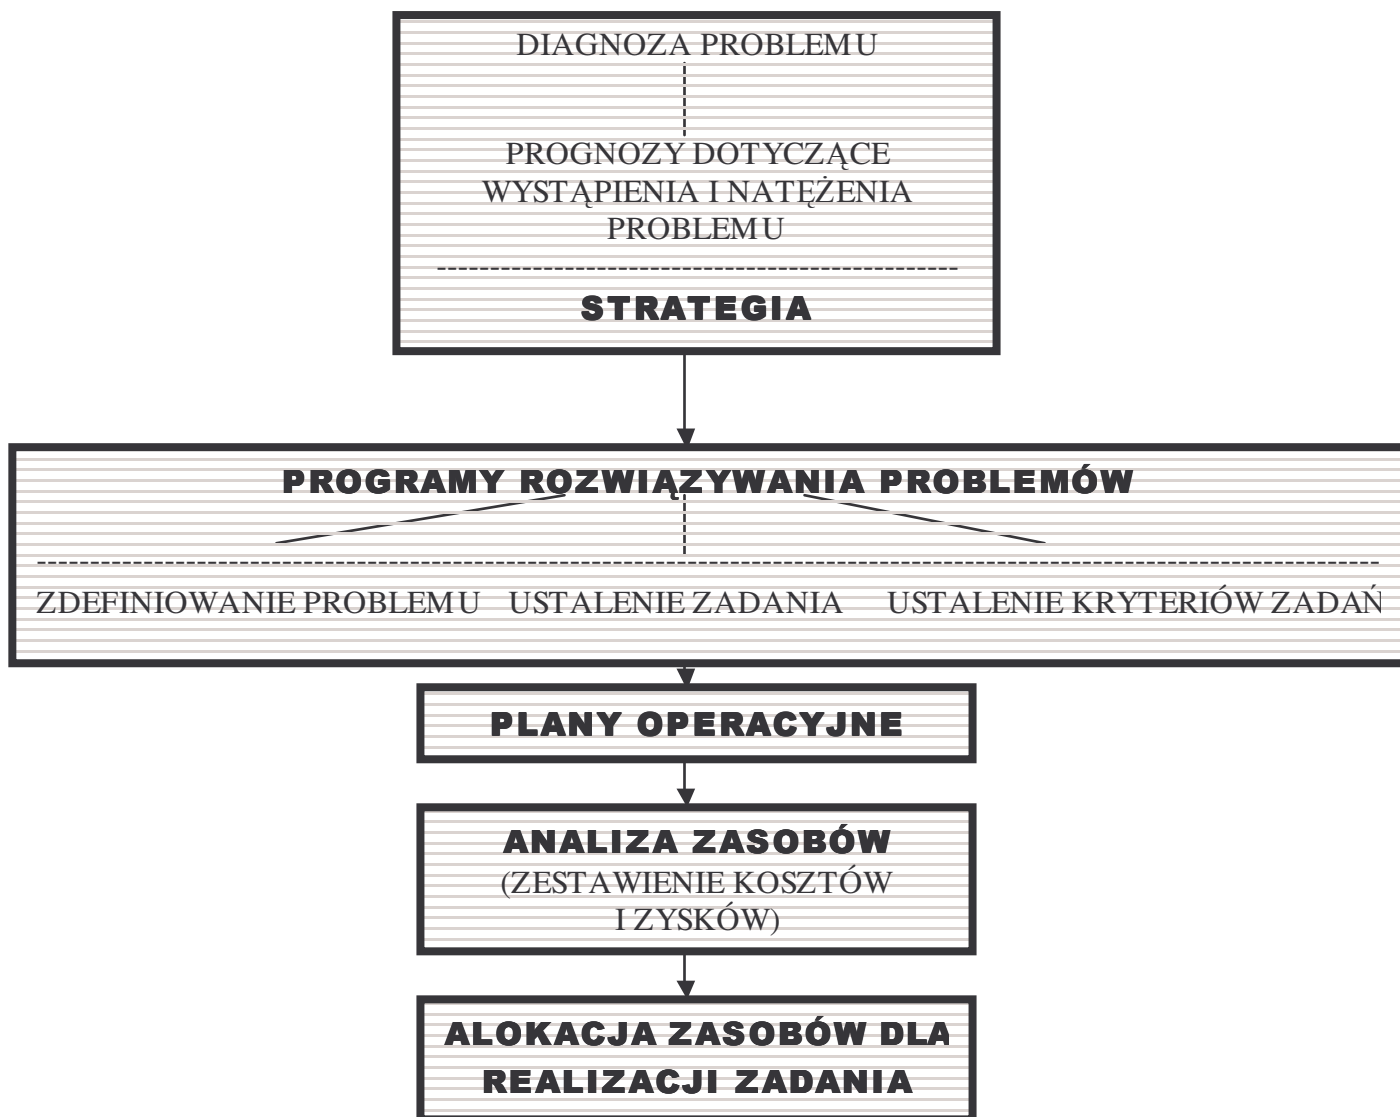 DIAGNOZA PROBLEMU
PROGNOZY DOTYCZĄCE
WYSTĄPIENIA I NATĘŻENIA
PROBLEMU
STRATEGIA
PROGRAMY ROZWIĄZYWANIA PROBLEMÓW
ZDEFINIOWANIE PROBLEMU USTALENIE ZADANIA USTALENIE KRYTERIÓW ZADAŃ
PLANY OPERACYJNE
ANALIZA ZASOBÓW
(ZESTAWIENIE KOSZTÓW
I ZYSKÓW)
ALOKACJA ZASOBÓW DLA
REALIZACJI ZADANIA